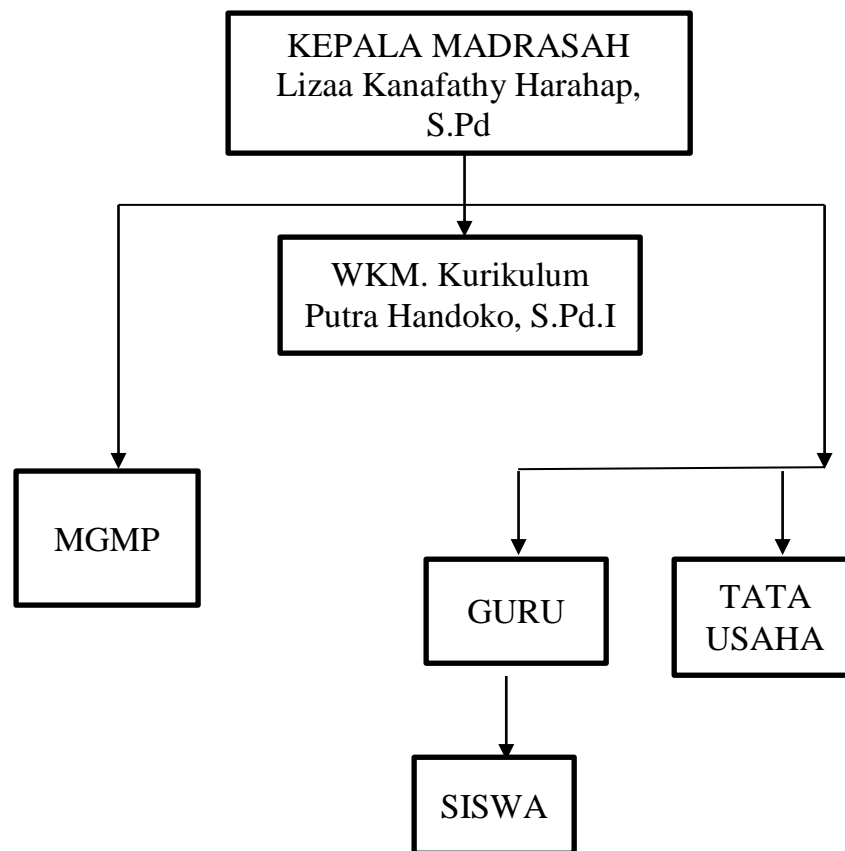 KEPALA MADRASAH
Lizaa Kanafathy Harahap,
S.Pd
WKM. Kurikulum
Putra Handoko, S.Pd.I
MGMP
GURU
TATA
USAHA
SISWA